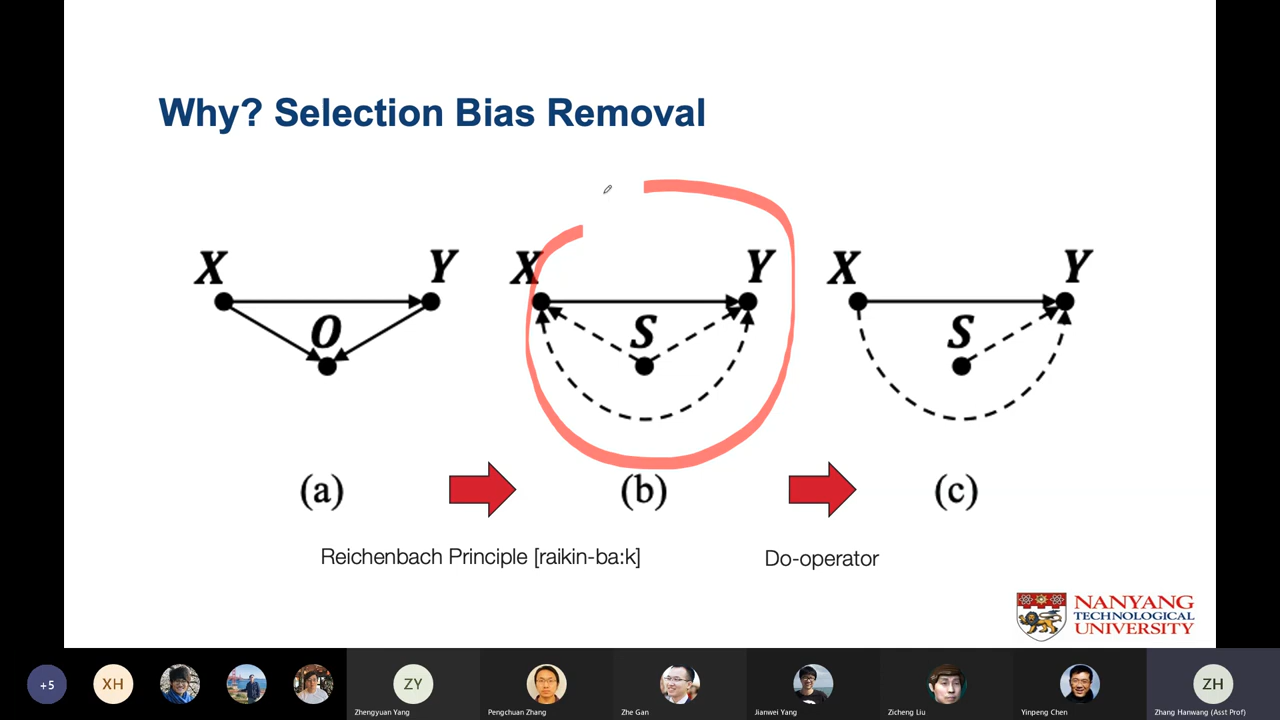 Why? Selection Bias Removal
X Y X Y X Y
O S S
(a) (b) (c)
Reichenbach Principle [raikin-ba:k] Do-operator
NANYANG
TECHNOLOGICAL
UNIVERSITY
+5 XH ZY ZH
Zhengyuan Yang Pengchuan Zhang Zhe Gan Jianwei Yang Zicheng Liu Yinpeng Chen Zhang Hanwang (Asst Prof)